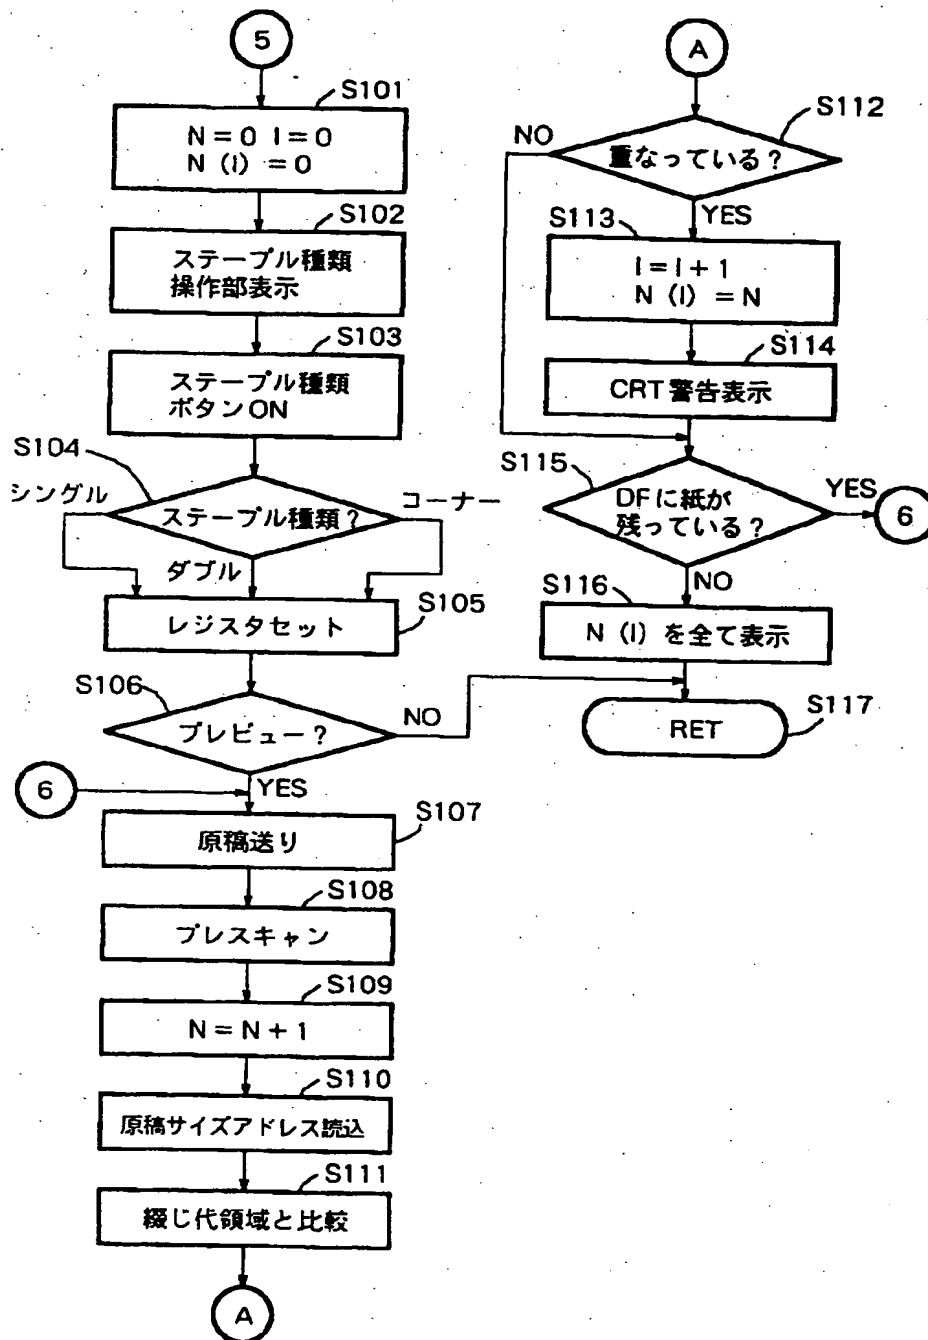 5
S101
N=0 I=0
N (I) =0
S102
ステープル種類
操作部表示
S103
ステープル種類
ボタンON
S104
シングル
コーナー
ステープル種類？
ダブル
S105
レジスタセット
S106
プレビュー？
NO
YES
6
S107
原稿送り
S108
プレスキャン
S109
N=N+1
S110
原稿サイズアドレス読込
S111
綴じ代領域と比較
A
A
S112
NO
重なっている？
YES
S113
I=I+1
N (I) =N
S114
CRT警告表示
S115
DFに紙が
残っている？
YES
6
NO
S116
N (I) を全て表示
S117
RET